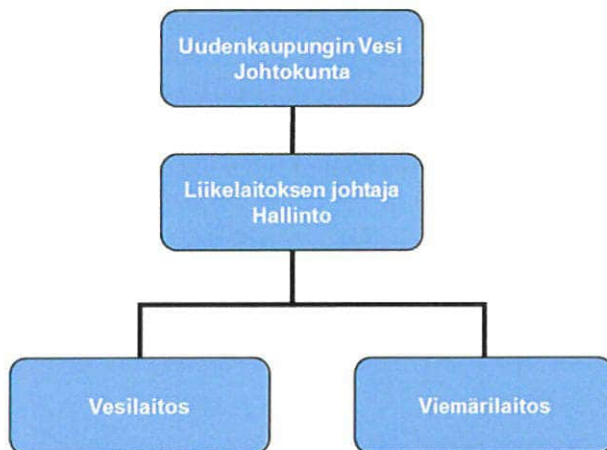 Uudenkaupungin Vesi
Johtokunta
Liikelaitoksen johtaja
Hallinto
Vesilaitos
Viemärilaitos